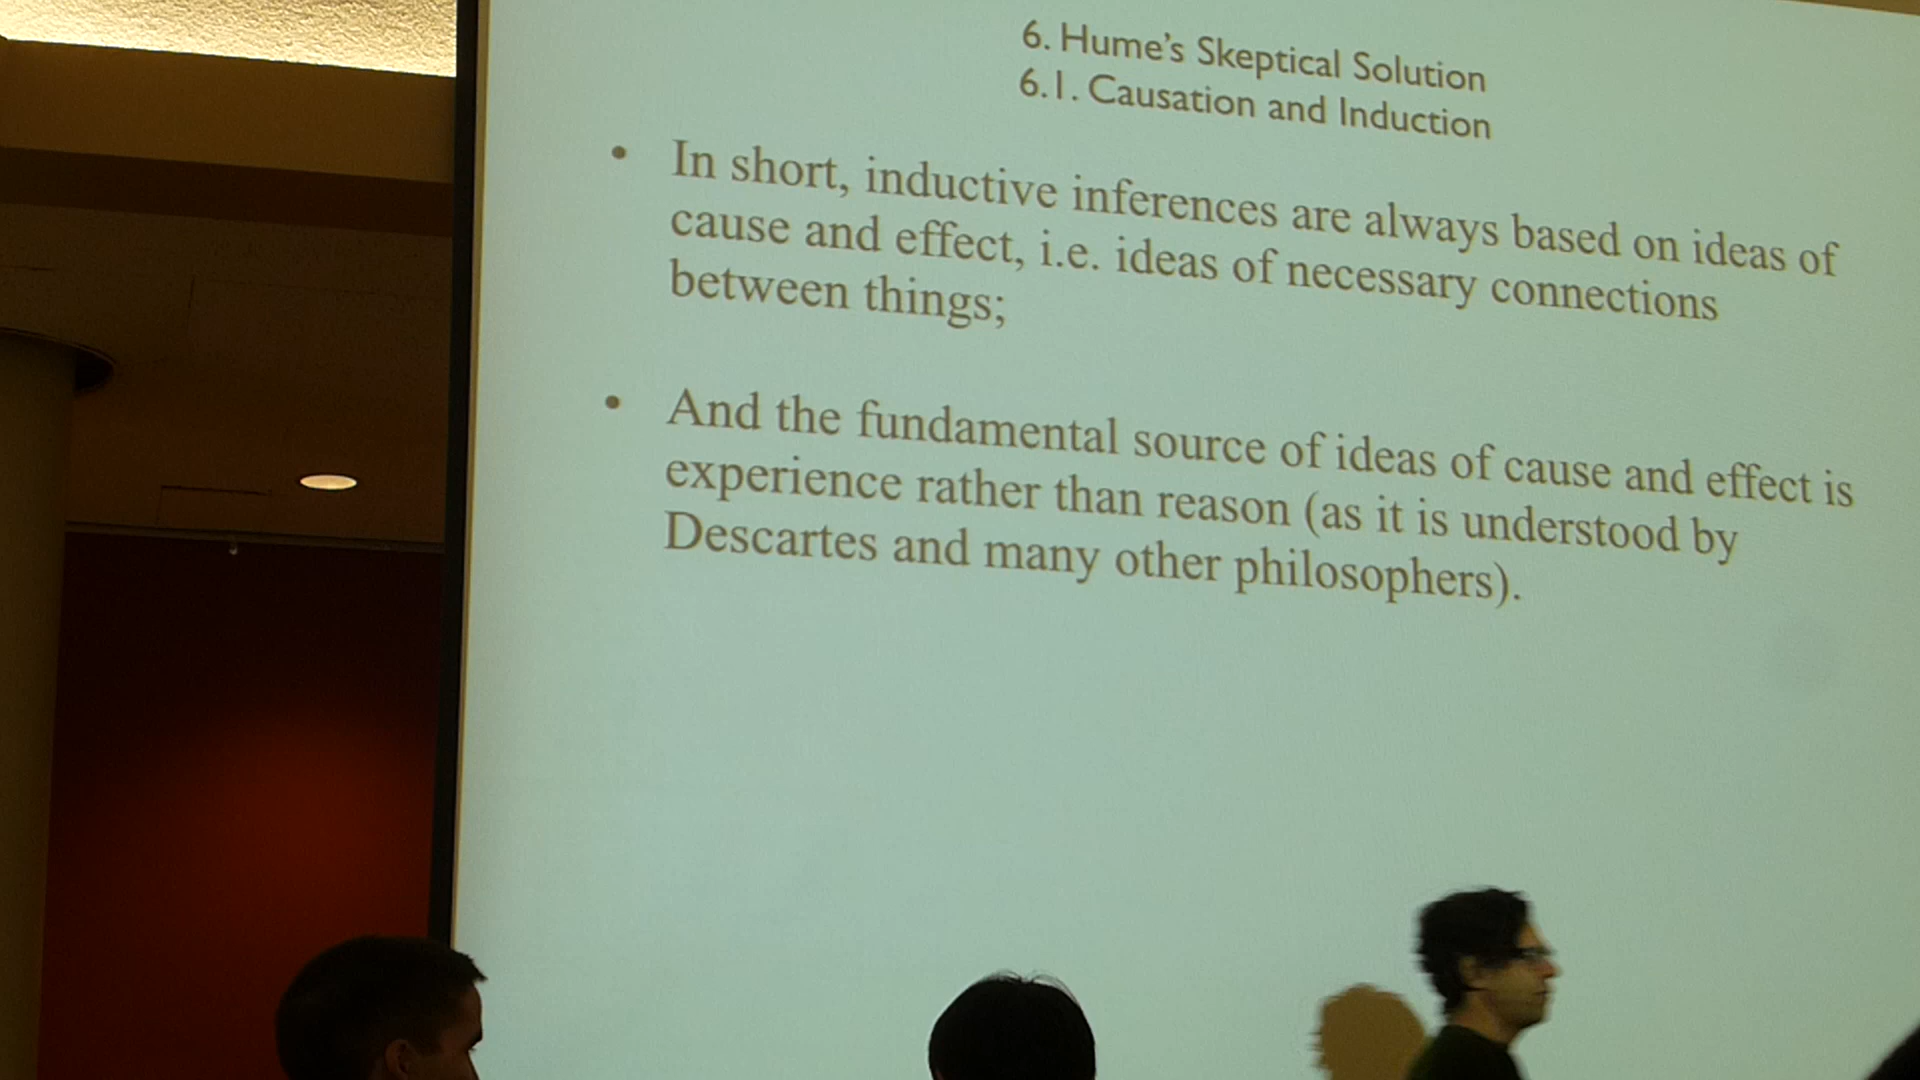 6. Hume's Skeptical Solution
6.1. Causation and Induction
• In short, inductive inferences are always based on ideas of
cause and effect, i.e. ideas of necessary connections
between things;
• And the fundamental source of ideas of cause and effect is
experience rather than reason (as it is understood by
Descartes and many other philosophers).